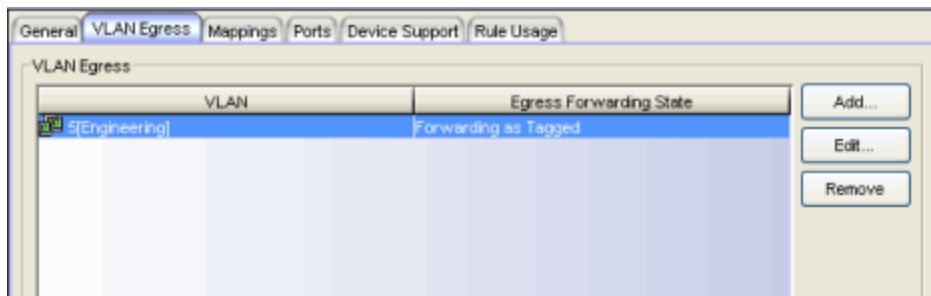 General VLAN Egress Mappings Ports Device Support Rule Usage
VLAN Egress
VLAN Egress Forwarding State Add...
5[Engineering] Forwarding as Tagged
Edit...
Remove